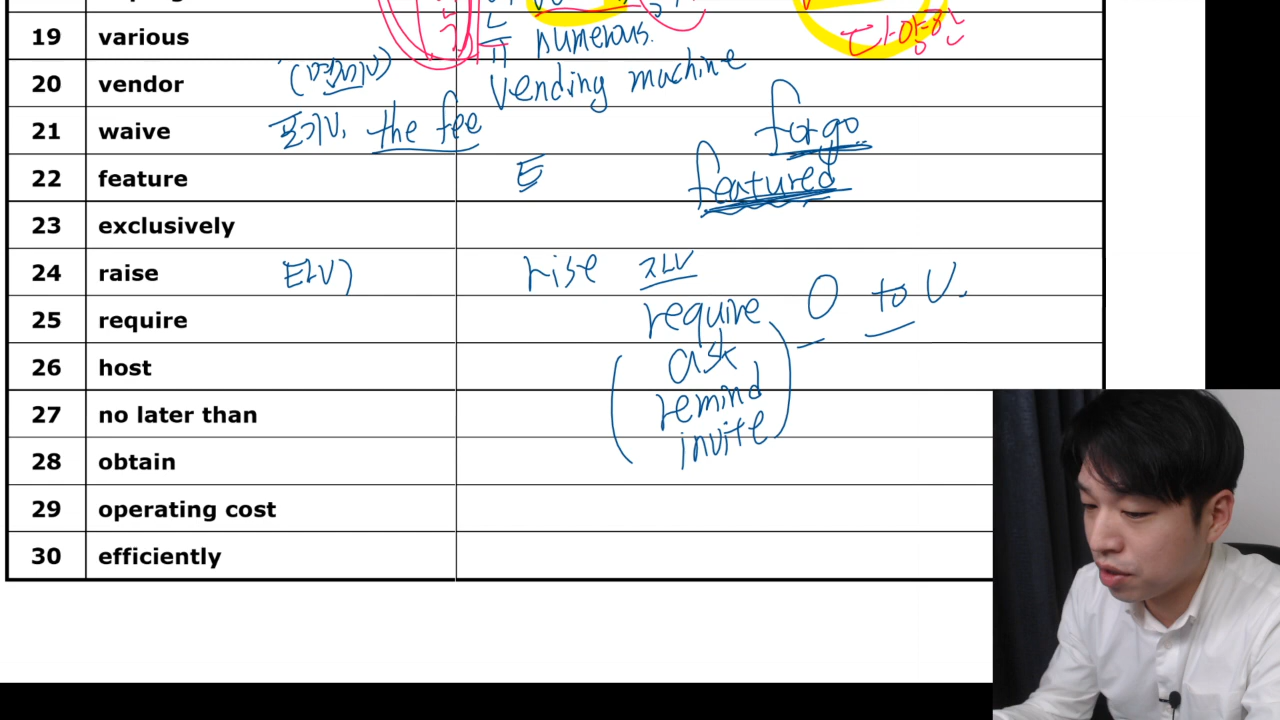 19 various numerous. 다양한
20 vendor vending machine
21 waive 포기V, the fee forgo
22 feature E featured
23 exclusively
24 raise 타V) rise 자V
25 require require O to V.
26 host ask
27 no later than remind
invite
28 obtain
29 operating cost
30 efficiently